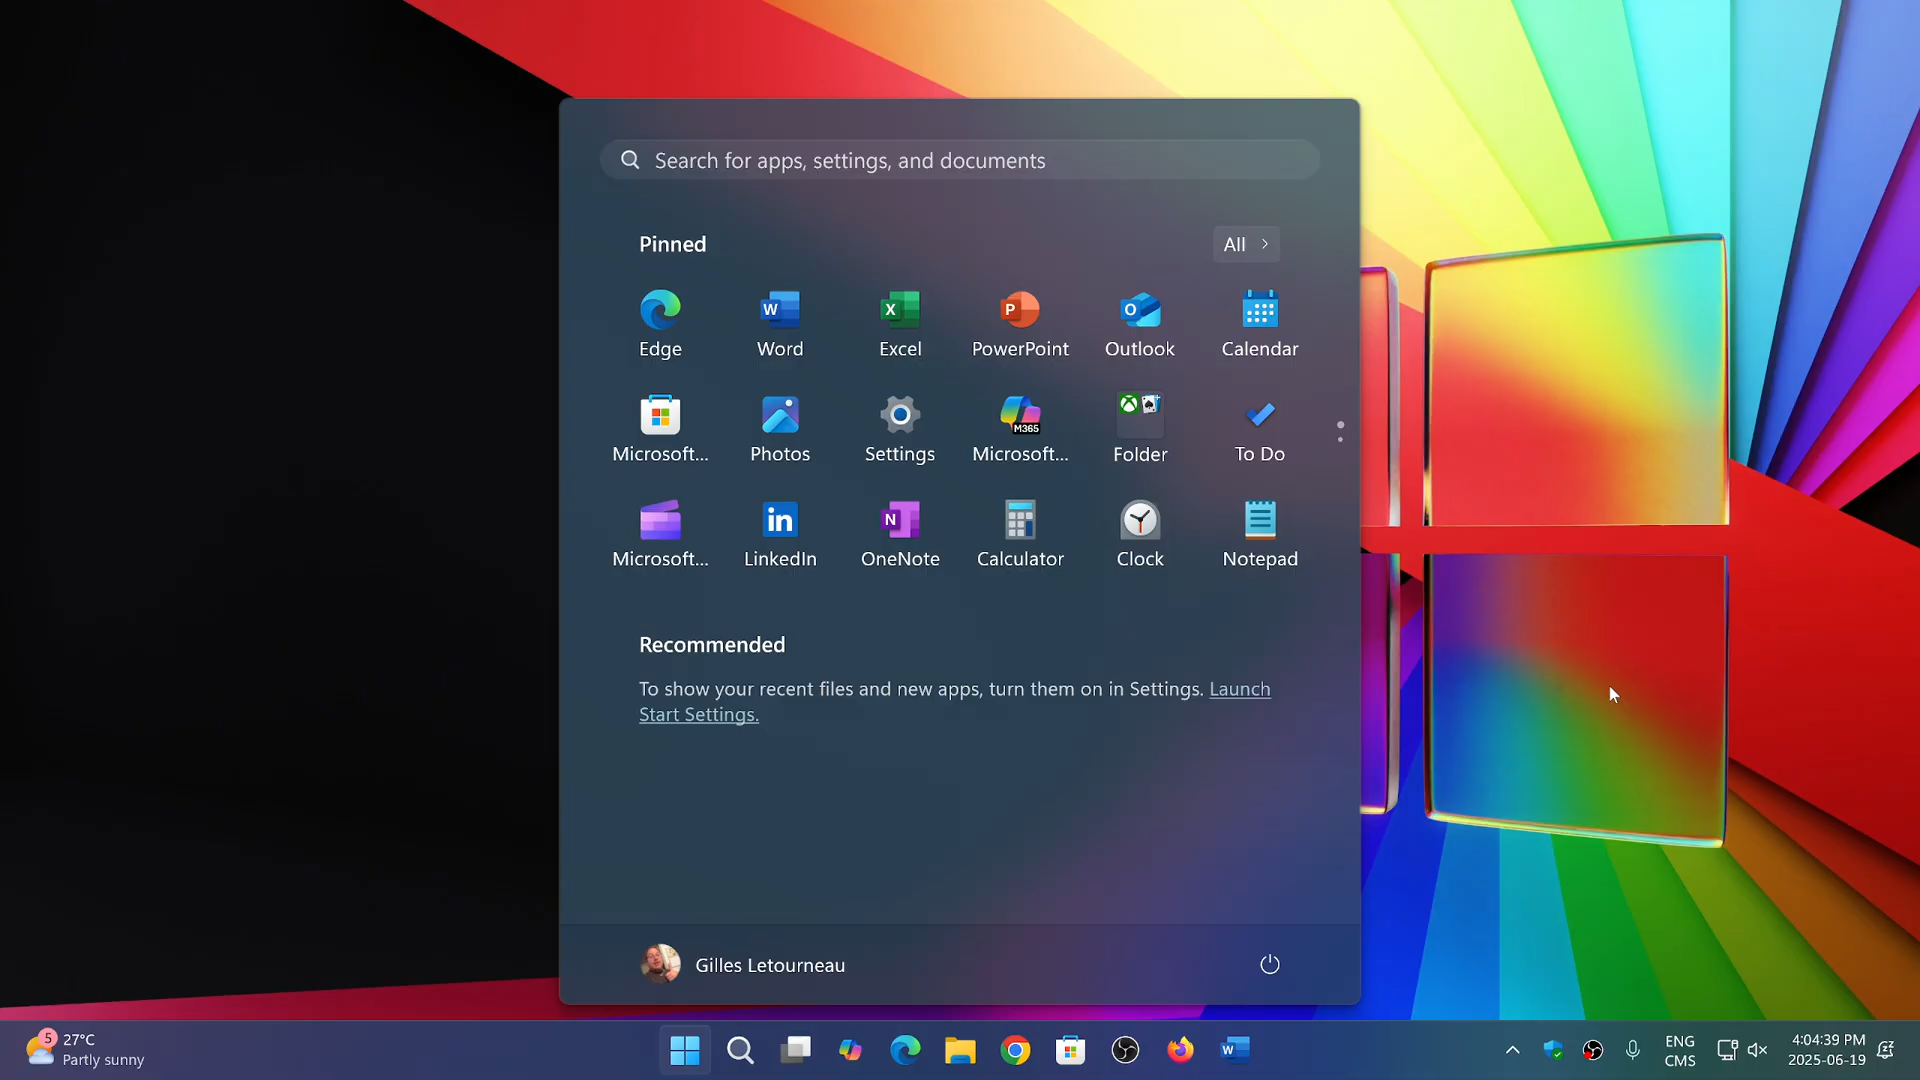 Search for apps, settings, and documents
Pinned
All
Edge
Word
Excel
PowerPoint
Outlook
Calendar
Microsoft...
Photos
Settings
M365
Microsoft...
Folder
To Do
Microsoft...
LinkedIn
OneNote
Calculator
Clock
Notepad
Recommended
To show your recent files and new apps, turn them on in Settings. Launch
Start Settings.
Gilles Letourneau
5
27°C
Partly sunny
ENG
CMS
4:04:39 PM
2025-06-19